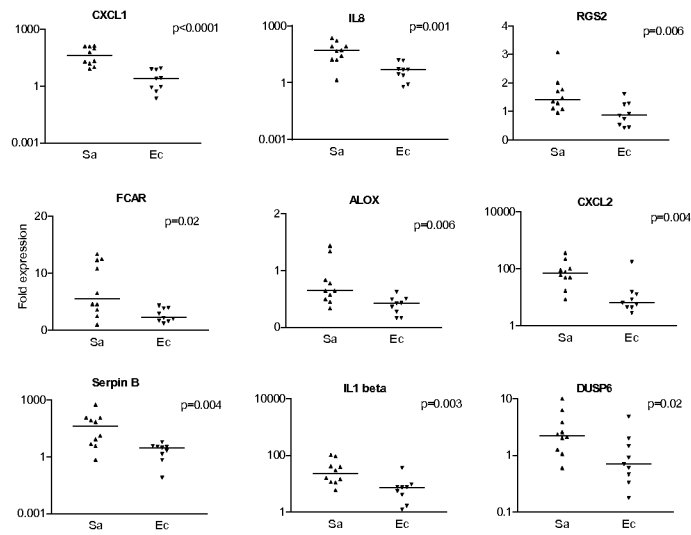 CXCL1
p<0.0001
1000
1
0.001
Sa Ec
IL8
p=0.001
1000
1
0.001
Sa Ec
RGS2
p=0.006
4
3
2
1
0
Sa Ec
FCAR
p=0.02
20
10
0
Fold expression
Sa Ec
ALOX
p=0.006
2
1
0
Sa Ec
CXCL2
p=0.004
10000
100
1
Sa Ec
Serpin B
p=0.004
1000
1
0.001
Sa Ec
IL1 beta
p=0.003
10000
100
1
Sa Ec
DUSP6
p=0.02
10
1
0.1
Sa Ec